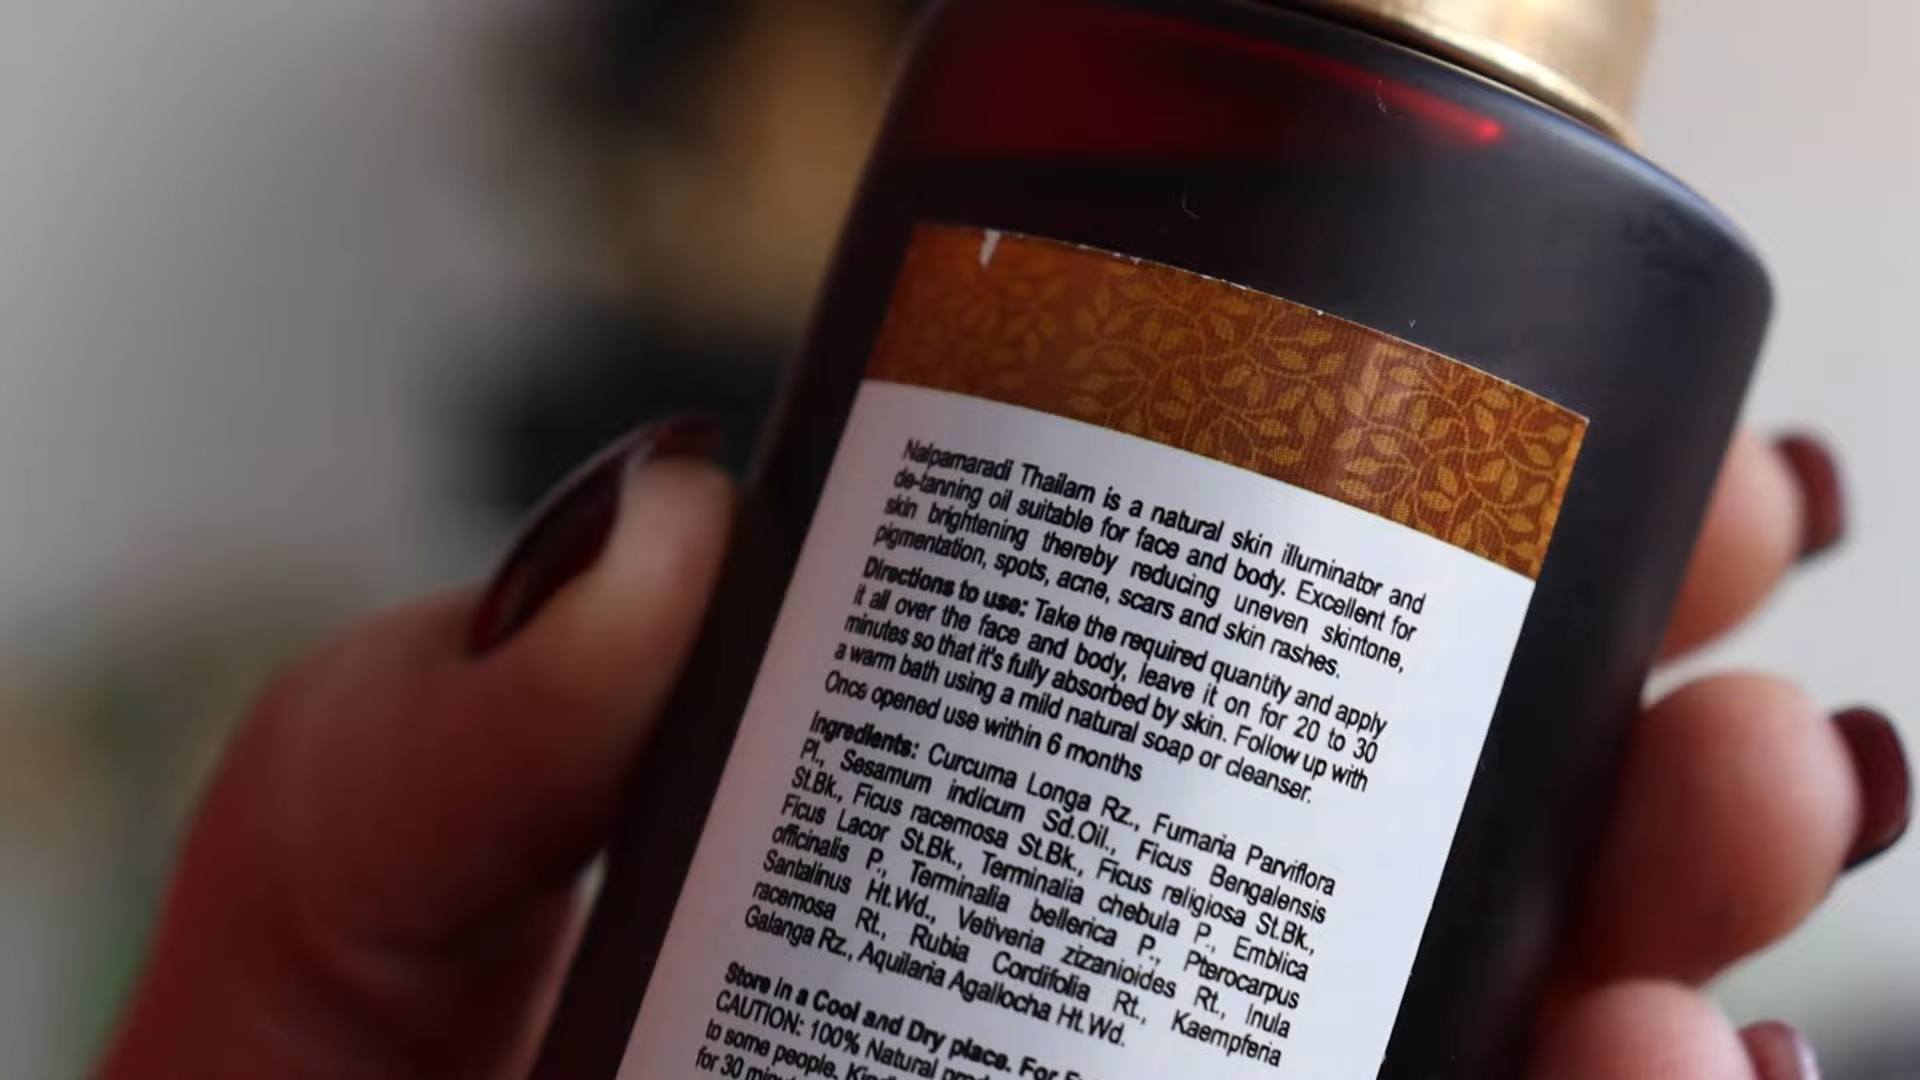 Nalpamaradi Thailam is a natural skin illuminator and
de-tanning oil suitable for face and body. Excellent for
skin brightening thereby reducing uneven skintone,
pigmentation, spots, acne, scars and skin rashes.
Directions to use: Take the required quantity and apply
it all over the face and body, leave it on for 20 to 30
minutes so that it's fully absorbed by skin. Follow up with
a warm bath using a mild natural soap or cleanser.
Once opened use within 6 months
Ingredients: Curcuma Longa Rz., Fumaria Parviflora
Pl., Sesamum indicum Sd.Oil., Ficus Bengalensis
St.Bk., Ficus racemosa St.Bk., Ficus religiosa St.Bk.,
Ficus Lacor St.Bk., Terminalia chebula P., Emblica
officinalis P., Terminalia bellerica P., Pterocarpus
Santalinus Ht.Wd., Vetiveria zizanioides Rt., Inula
racemosa Rt., Rubia Cordifolia Rt., Kaempferia
Galanga Rz., Aquilaria Agallocha Ht.Wd.
Store in a Cool and Dry place. For
CAUTION: 100% Natural
to some people.
for 30